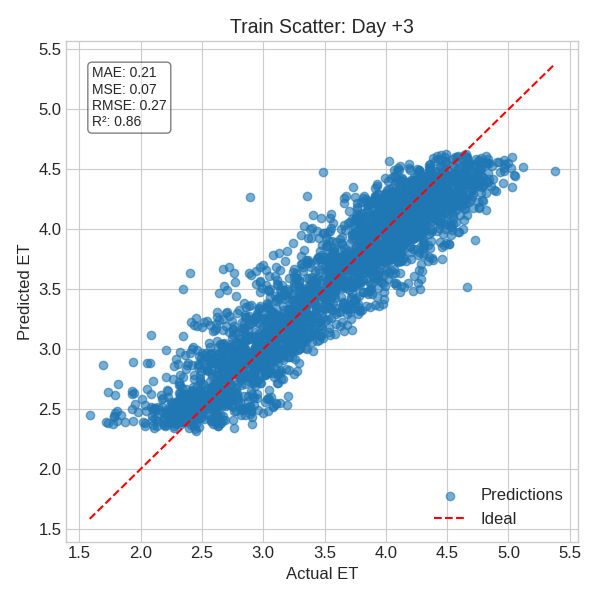 Train Scatter: Day +3
MAE: 0.21
MSE: 0.07
RMSE: 0.27
R²: 0.86
5.5
5.0
4.5
4.0
3.5
3.0
2.5
2.0
1.5
Predicted ET
Predictions
Ideal
1.5 2.0 2.5 3.0 3.5 4.0 4.5 5.0 5.5
Actual ET